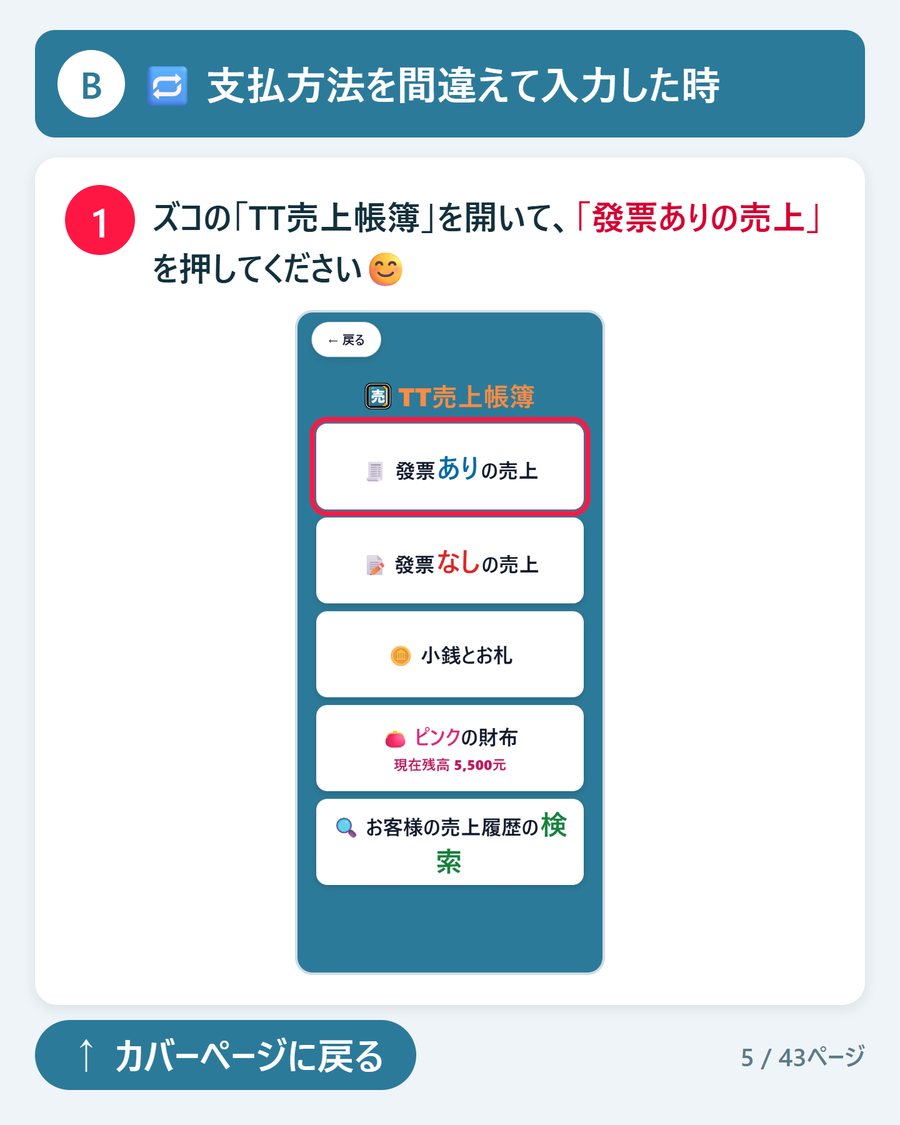 B 🔁 支払方法を間違えて入力した時
1 ズコの「TT売上帳簿」を開いて、「發票ありの売上」
を押してください😊
← 戻る
売 TT売上帳簿
🧾 發票ありの売上
📝 發票なしの売上
🪙 小銭とお札
👛 ピンクの財布
現在残高 5,500元
🔍 お客様の売上履歴の検
索
↑ カバーページに戻る
5 / 43ページ